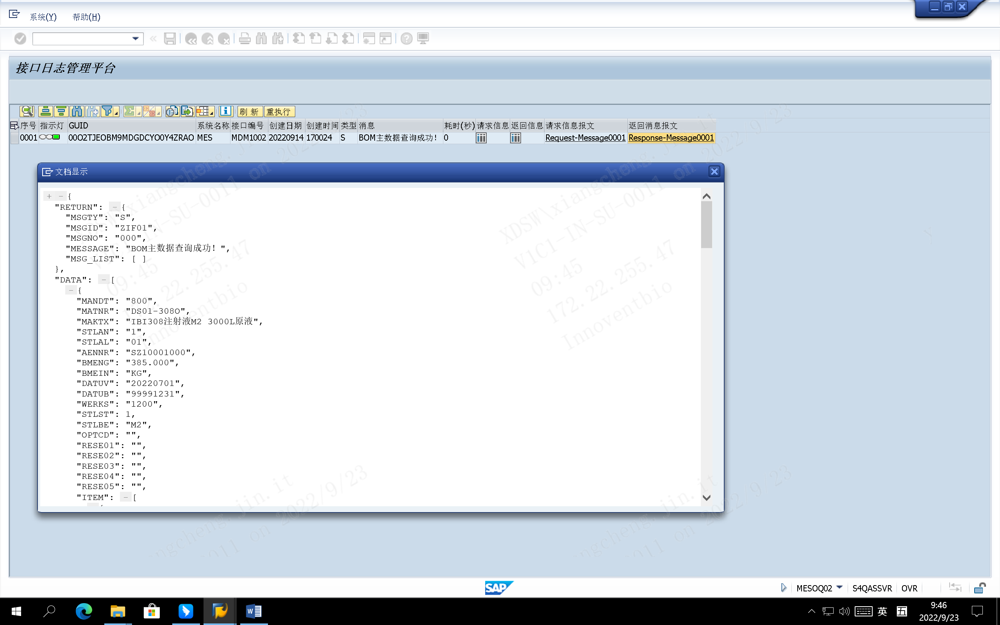 系统(Y) 帮助(H)
接口日志管理平台
刷 新 重执行
序号 指示灯 GUID 系统名称 接口编号 创建日期 创建时间 类型 消息 耗时(秒) 请求信息 返回信息 请求信息报文 返回消息报文
0001 00O2TJEOBM9MDGDCYO0Y4ZRAO MES MDM1002 20220914 170024 S BOM主数据查询成功! 0 Request-Message0001 Response-Message0001
文档显示
+ - {
"RETURN": - {
"MSGTY": "S",
"MSGID": "ZIF01",
"MSGNO": "000",
"MESSAGE": "BOM主数据查询成功! ",
"MSG_LIST": [ ]
},
"DATA": - [
- {
"MANDT": "800",
"MATNR": "DS01-308O",
"MAKTX": "IBI308注射液M2 3000L原液",
"STLAN": "1",
"STLAL": "01",
"AENNR": "SZ10001000",
"BMENG": "385.000",
"BMEIN": "KG",
"DATUV": "20220701",
"DATUB": "99991231",
"WERKS": "1200",
"STLST": 1,
"STLBE": "M2",
"OPTCD": "",
"RESE01": "",
"RESE02": "",
"RESE03": "",
"RESE04": "",
"RESE05": "",
"ITEM": - [
XDSW\xiangcheng.jin.it
V1C1-IN-SU-0011 on 2022/9/23
09:45
172.22.255.47
Innoventbio
SAP
MESOQ02 S4QASSVR OVR
英 五
9:46
2022/9/23